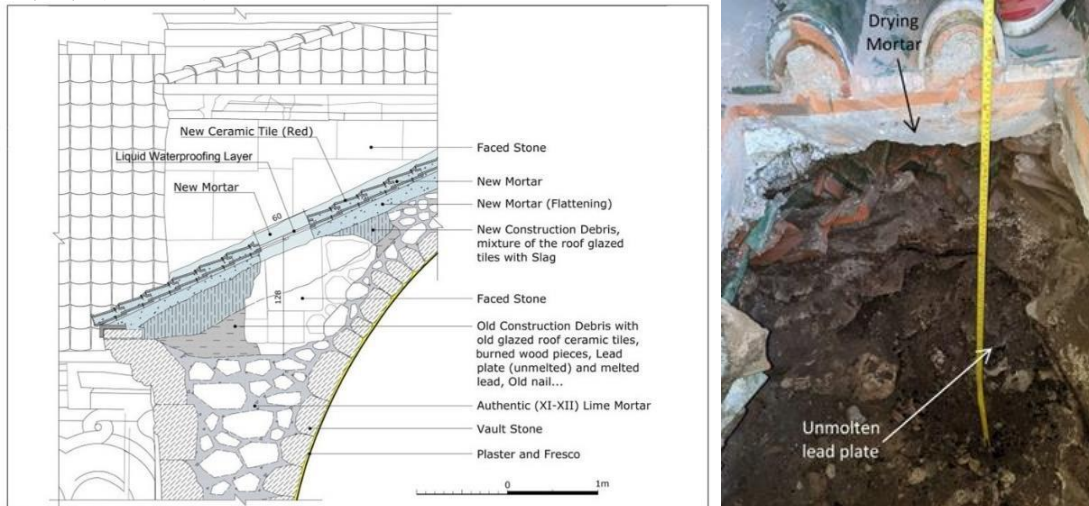 New Ceramic Tile (Red)
Liquid Waterproofing Layer
New Mortar
60
128
Faced Stone
New Mortar
New Mortar (Flattening)
New Construction Debris,
mixture of the roof glazed
tiles with Slag
Faced Stone
Old Construction Debris with
old glazed roof ceramic tiles,
burned wood pieces, Lead
plate (unmelted) and melted
lead, Old nail...
Authentic (XI-XII) Lime Mortar
Vault Stone
Plaster and Fresco
0
1m
Drying
Mortar
Unmolten
lead plate